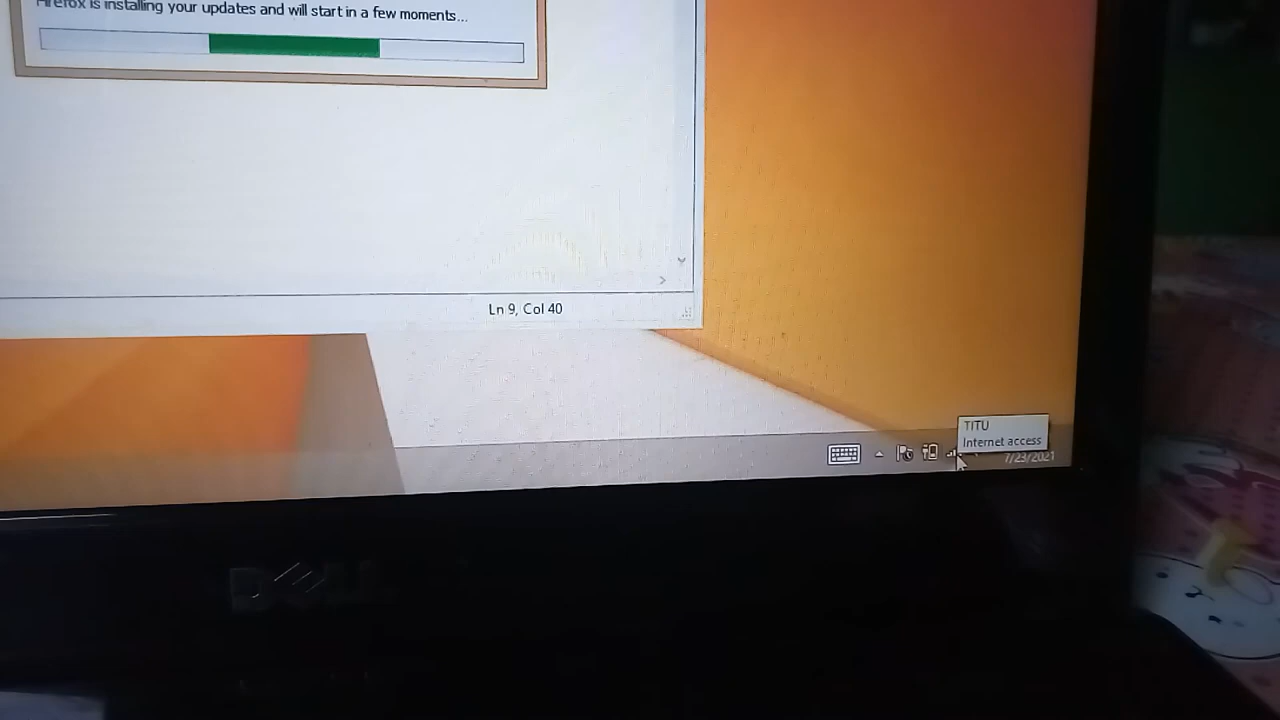 Firefox is installing your updates and will start in a few moments...
Ln 9, Col 40
TITU
Internet access
7/23/2021
DELL